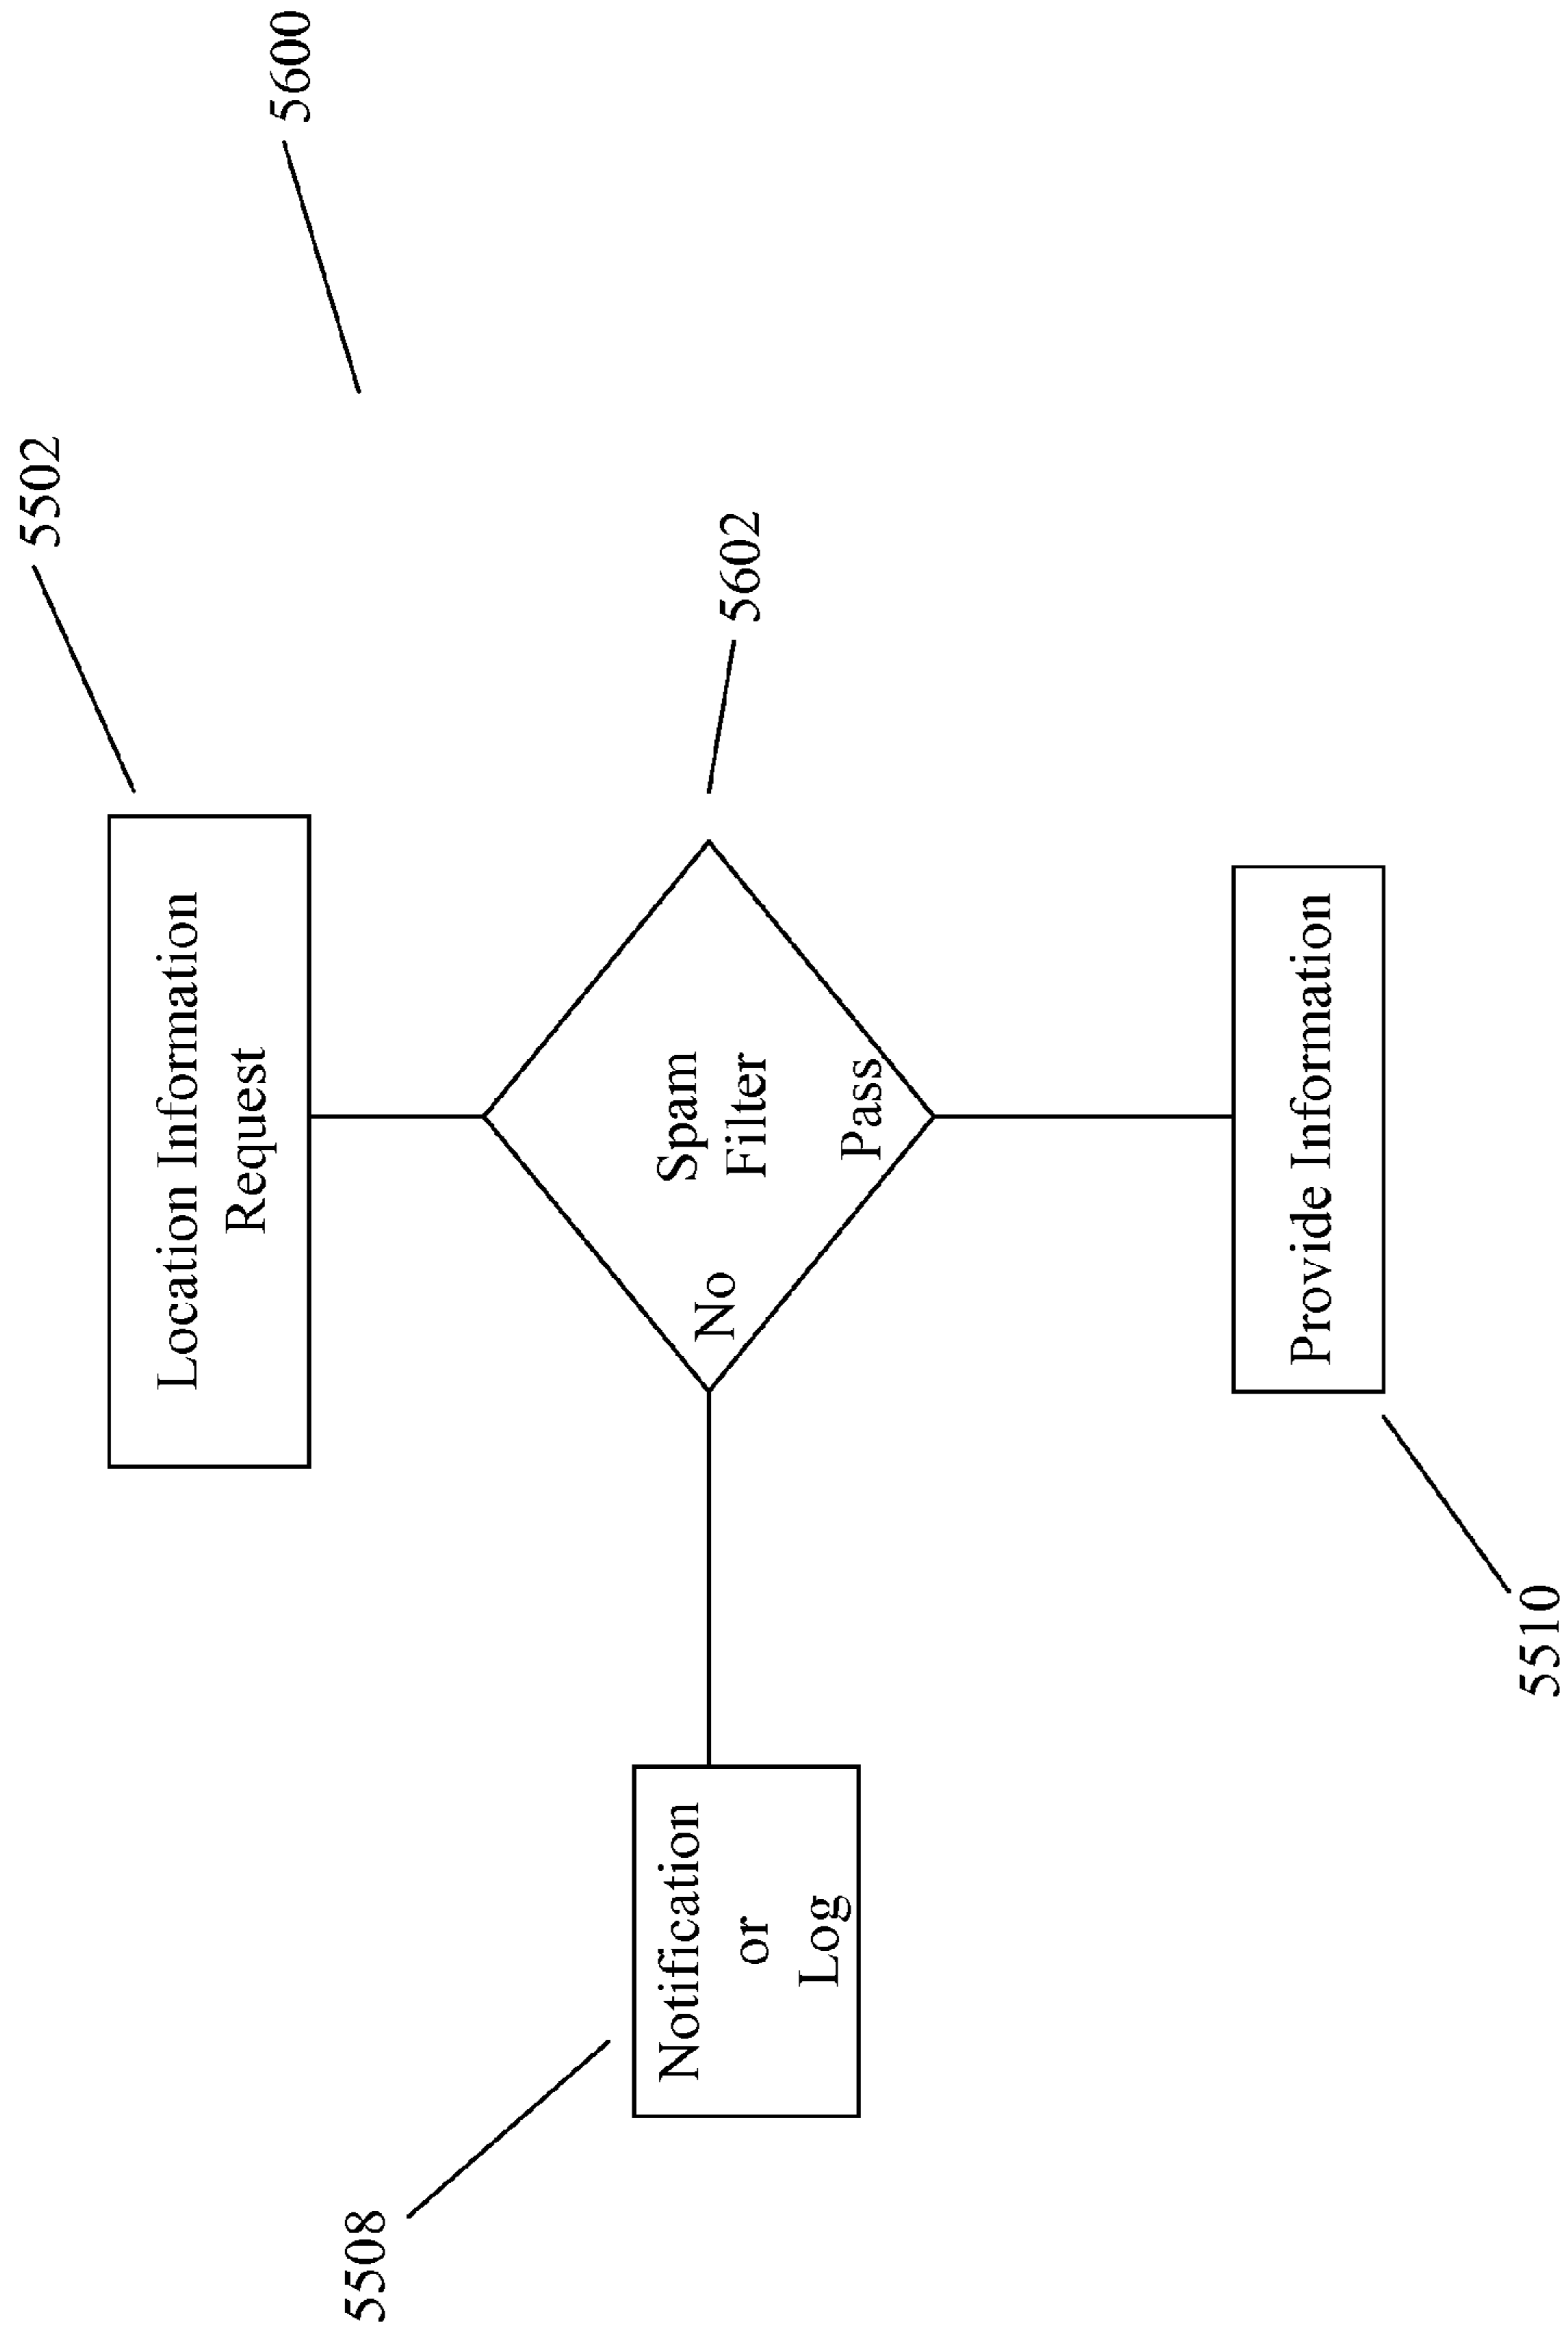 5600
5502
Location Information
Request
5602
Spam
Filter
No
Pass
Notification
or
Log
5508
Provide Information
5510